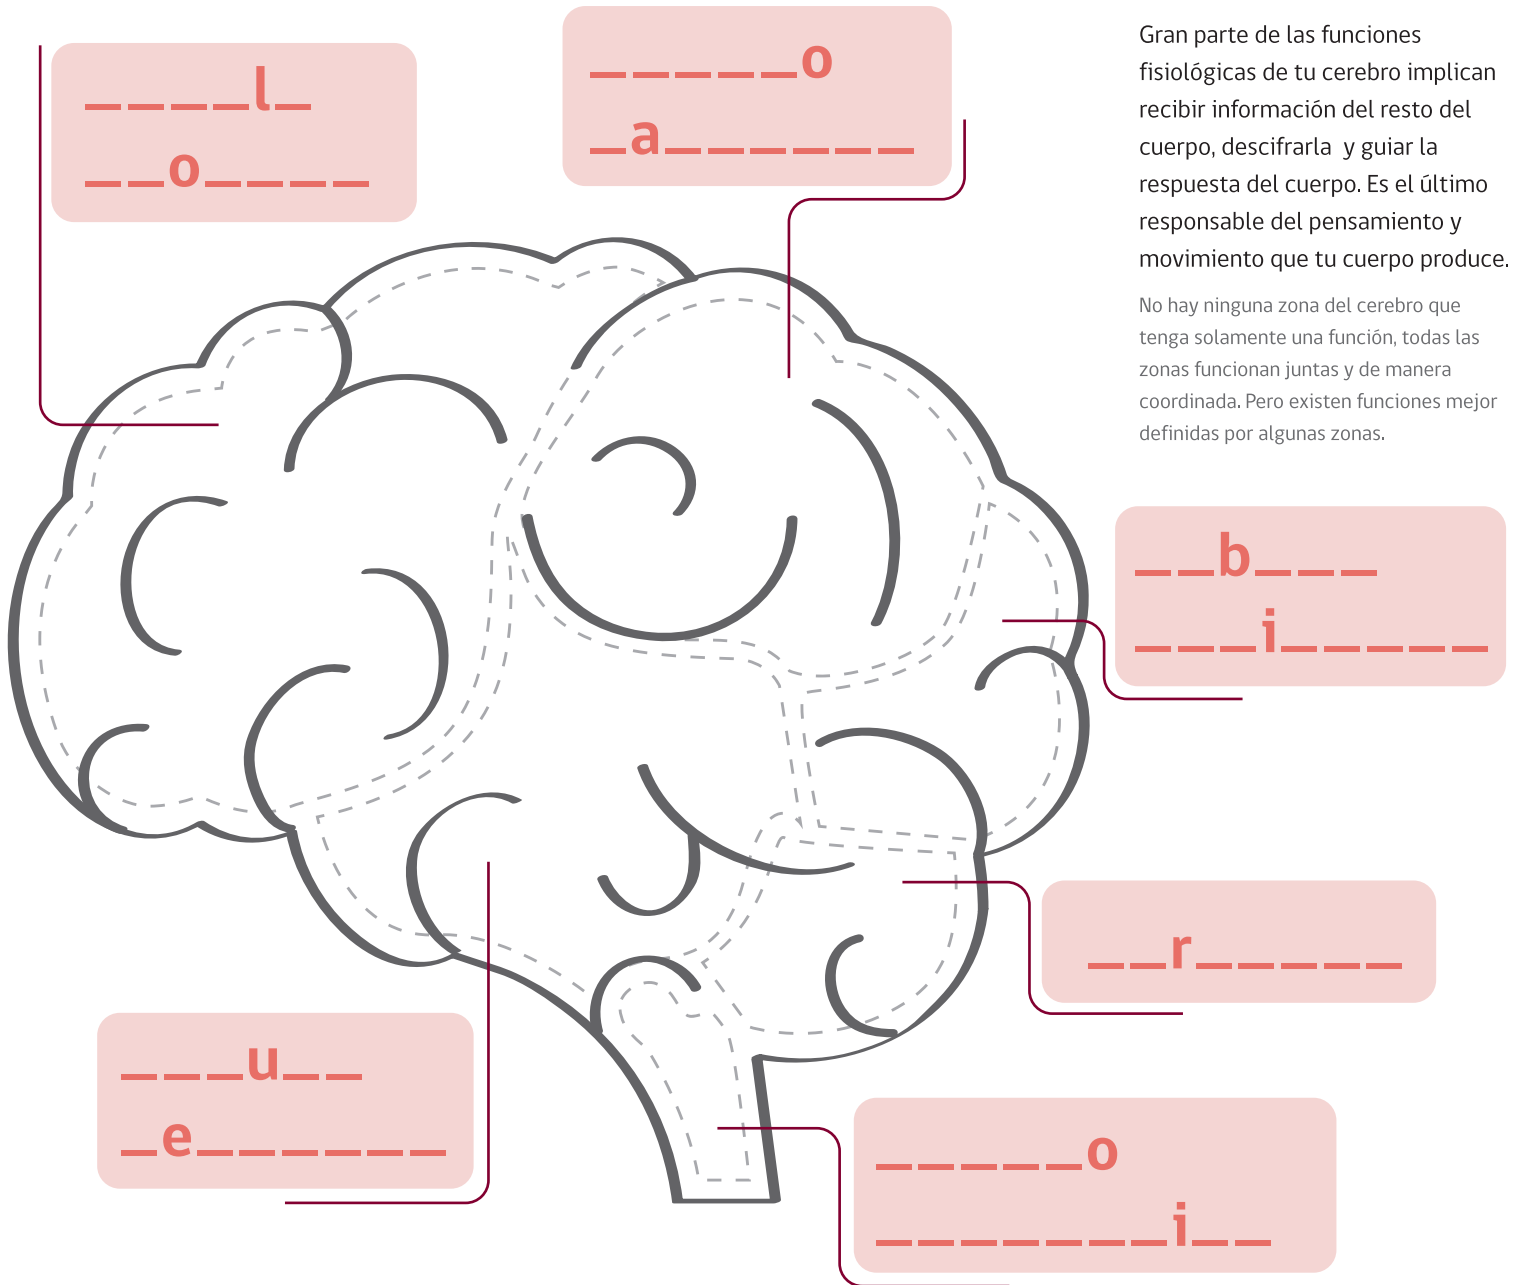 _ _ _ _ l _
_ _ o _ _ _ _
_ _ _ _ _ o
_ a _ _ _ _ _ _
Gran parte de las funciones
fisiológicas de tu cerebro implican
recibir información del resto del
cuerpo, descifrarla y guiar la
respuesta del cuerpo. Es el último
responsable del pensamiento y
movimiento que tu cuerpo produce.
No hay ninguna zona del cerebro que
tenga solamente una función, todas las
zonas funcionan juntas y de manera
coordinada. Pero existen funciones mejor
definidas por algunas zonas.
_ _ b _ _ _
_ _ _ i _ _ _ _ _
_ _ r _ _ _ _ _
_ _ _ u _ _
_ e _ _ _ _ _ _
_ _ _ _ _ o
_ _ _ _ _ _ _ i _ _